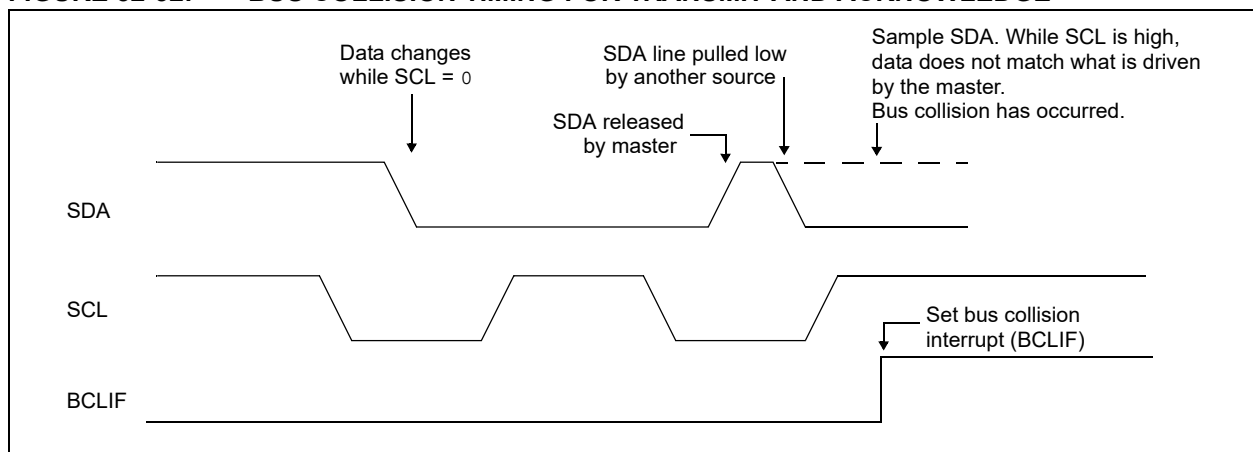 Data changes
while SCL = 0
SDA line pulled low
by another source
Sample SDA. While SCL is high,
data does not match what is driven
by the master.
Bus collision has occurred.
SDA released
by master
SDA
SCL
Set bus collision
interrupt (BCLIF)
BCLIF